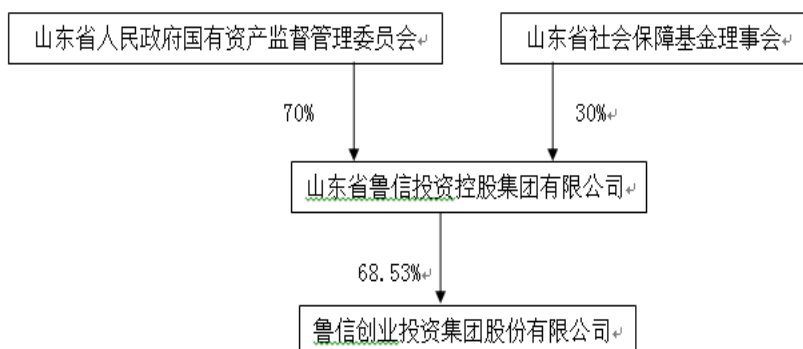 山东省人民政府国有资产监督管理委员会
山东省社会保障基金理事会
70%
30%
山东省鲁信投资控股集团有限公司
68.53%
鲁信创业投资集团股份有限公司